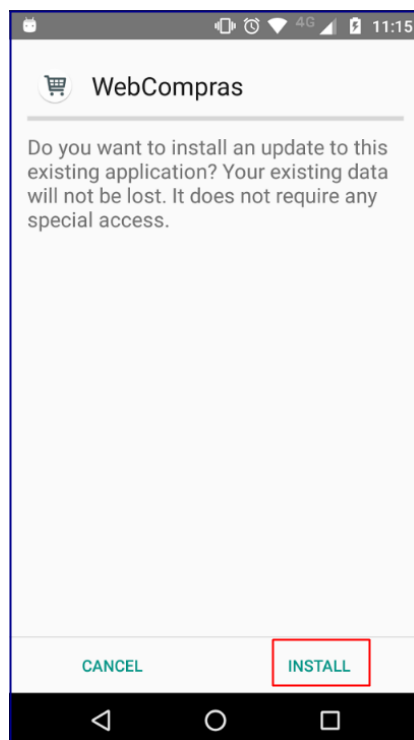 4G 11:15
WebCompras
Do you want to install an update to this
existing application? Your existing data
will not be lost. It does not require any
special access.
CANCEL INSTALL